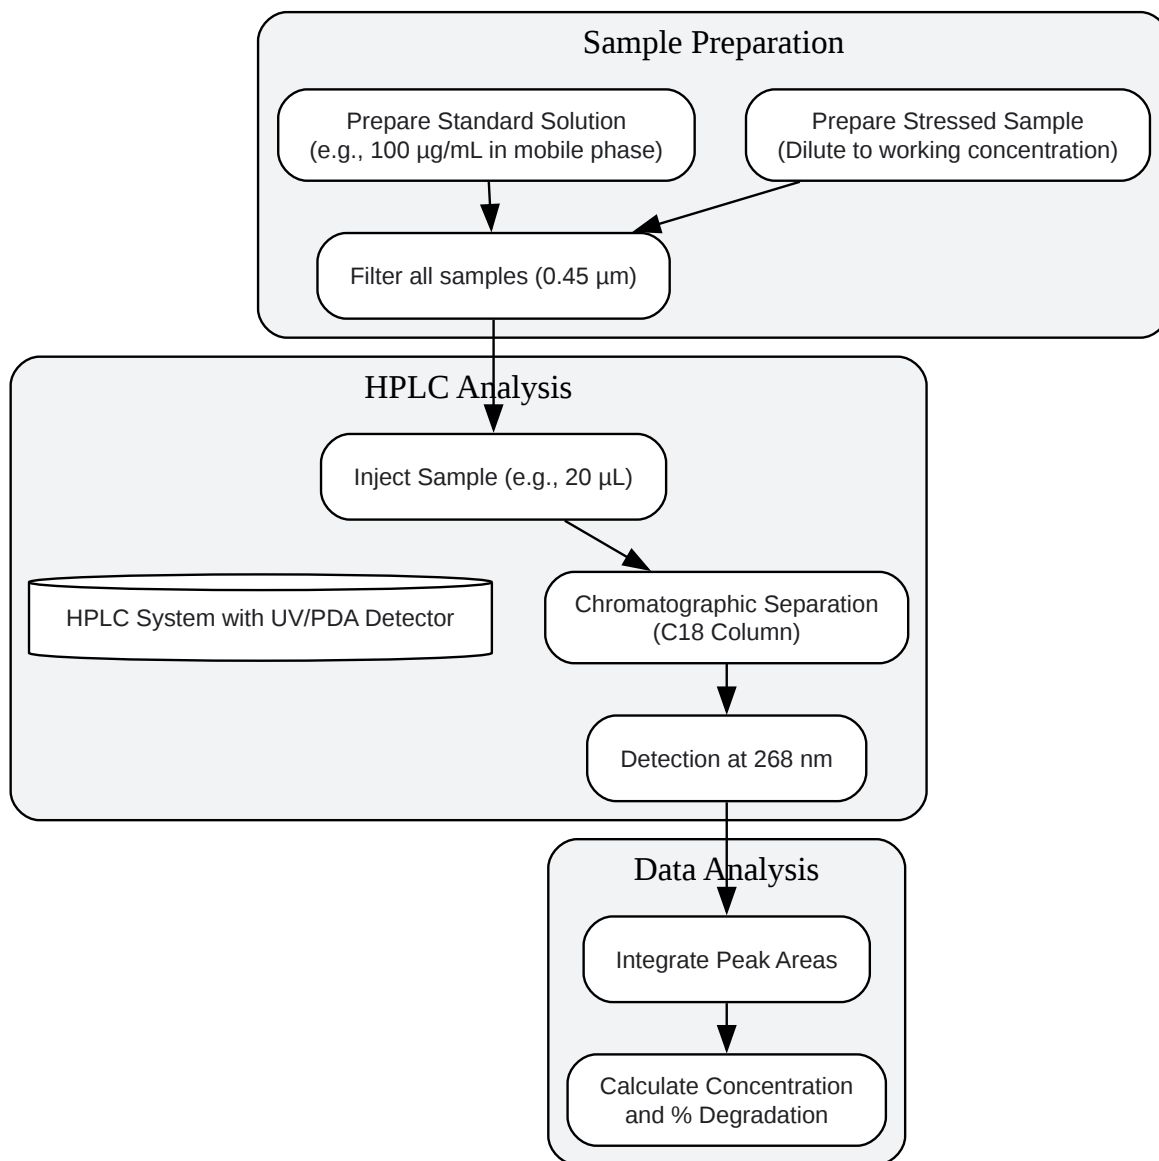 Sample Preparation
Prepare Standard Solution
(e.g., 100 µg/mL in mobile phase)
Prepare Stressed Sample
(Dilute to working concentration)
Filter all samples (0.45 µm)
HPLC Analysis
Inject Sample (e.g., 20 µL)
HPLC System with UV/PDA Detector
Chromatographic Separation
(C18 Column)
Detection at 268 nm
Data Analysis
Integrate Peak Areas
Calculate Concentration
and % Degradation